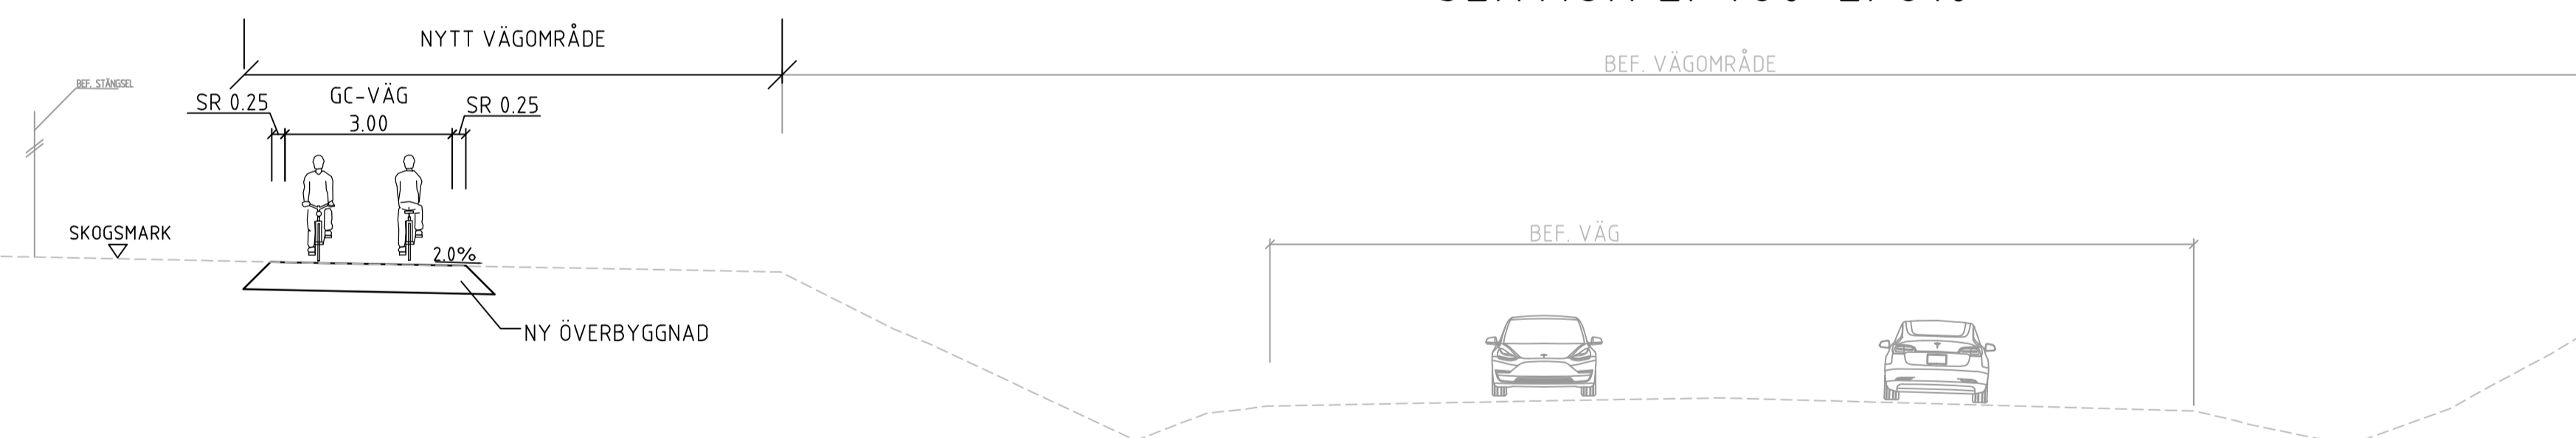 NYTT VÄGOMRÅDE
BEF. VÄGOMRÅDE
BEF. STÄNGSEL
SR 0.25
GC-VÄG
3.00
SR 0.25
SKOGSMARK
2.0%
BEF. VÄG
NY ÖVERBYGGNAD